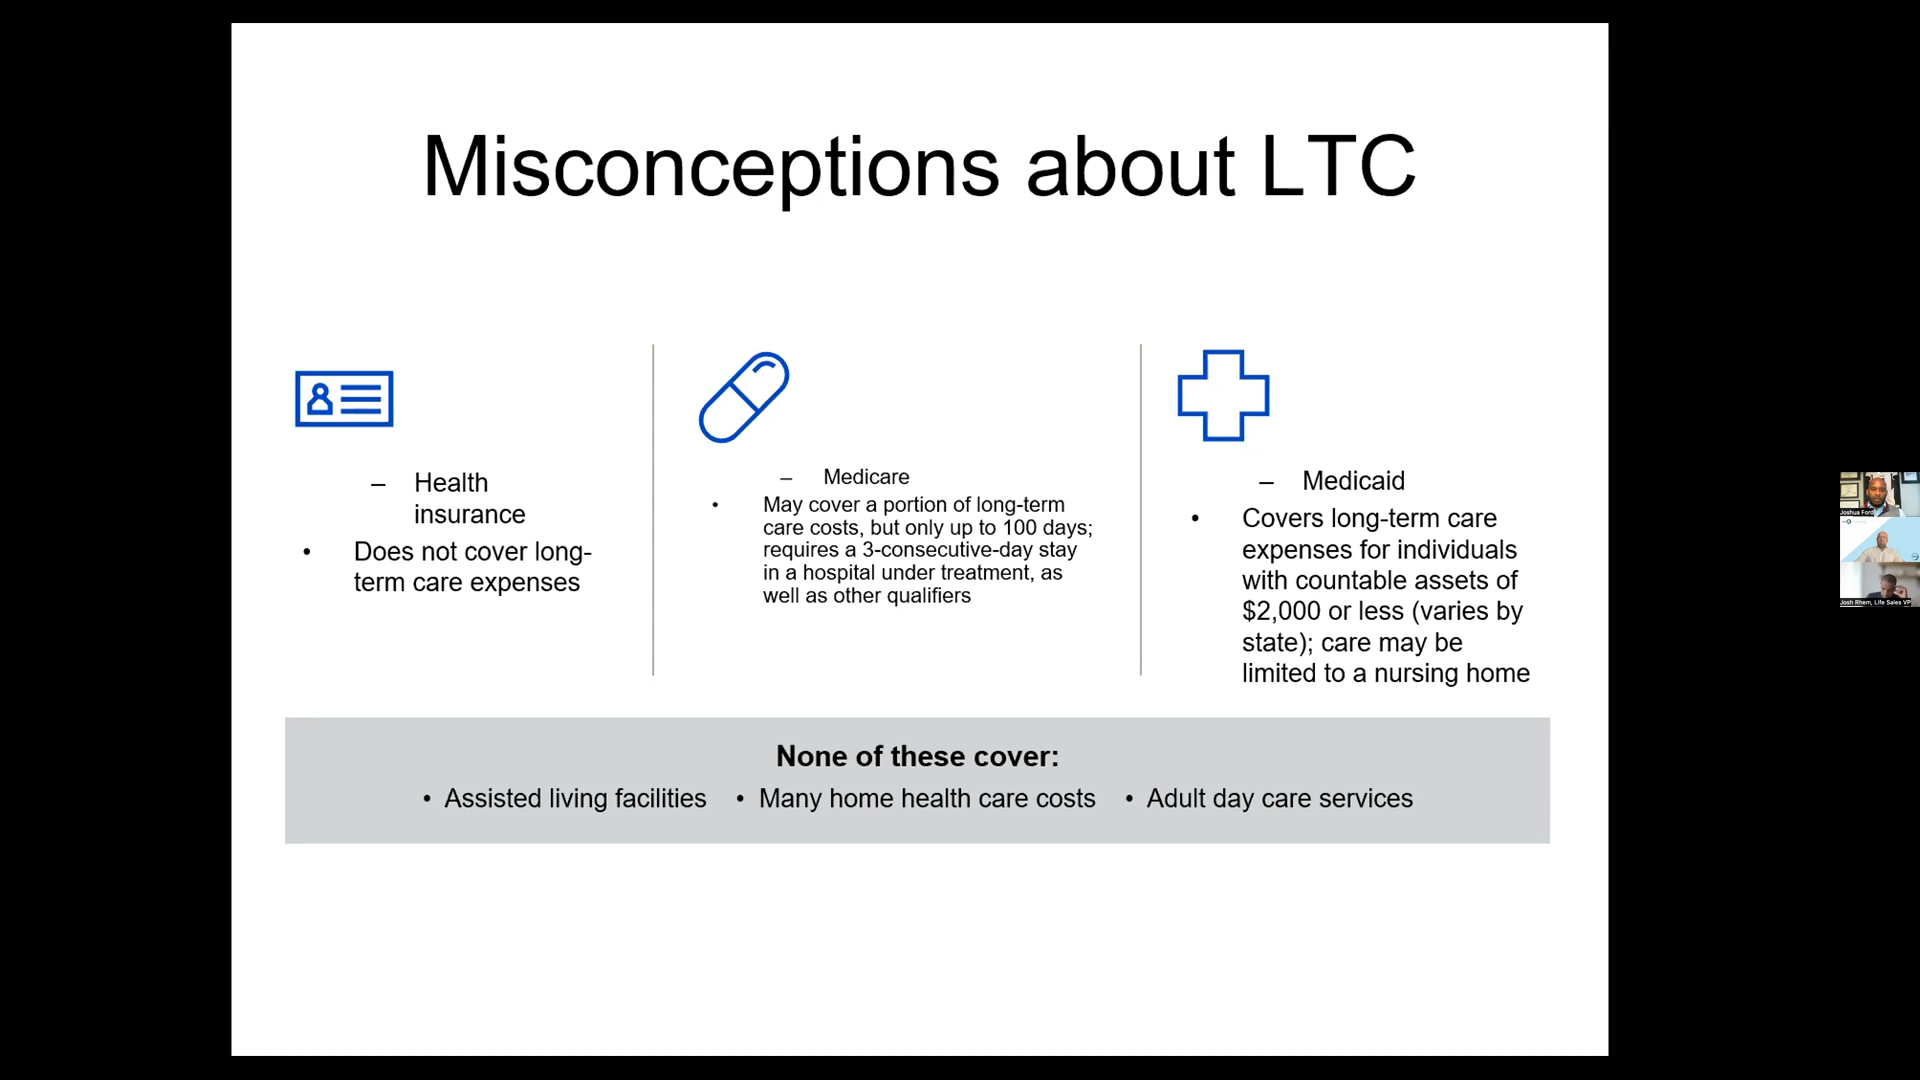 Misconceptions about LTC
– Health
insurance
• Does not cover long-
term care expenses
– Medicare
• May cover a portion of long-term
care costs, but only up to 100 days;
requires a 3-consecutive-day stay
in a hospital under treatment, as
well as other qualifiers
– Medicaid
• Covers long-term care
expenses for individuals
with countable assets of
$2,000 or less (varies by
state); care may be
limited to a nursing home
None of these cover:
• Assisted living facilities • Many home health care costs • Adult day care services
Joshua Ford
Josh Rhem, Life Sales VP